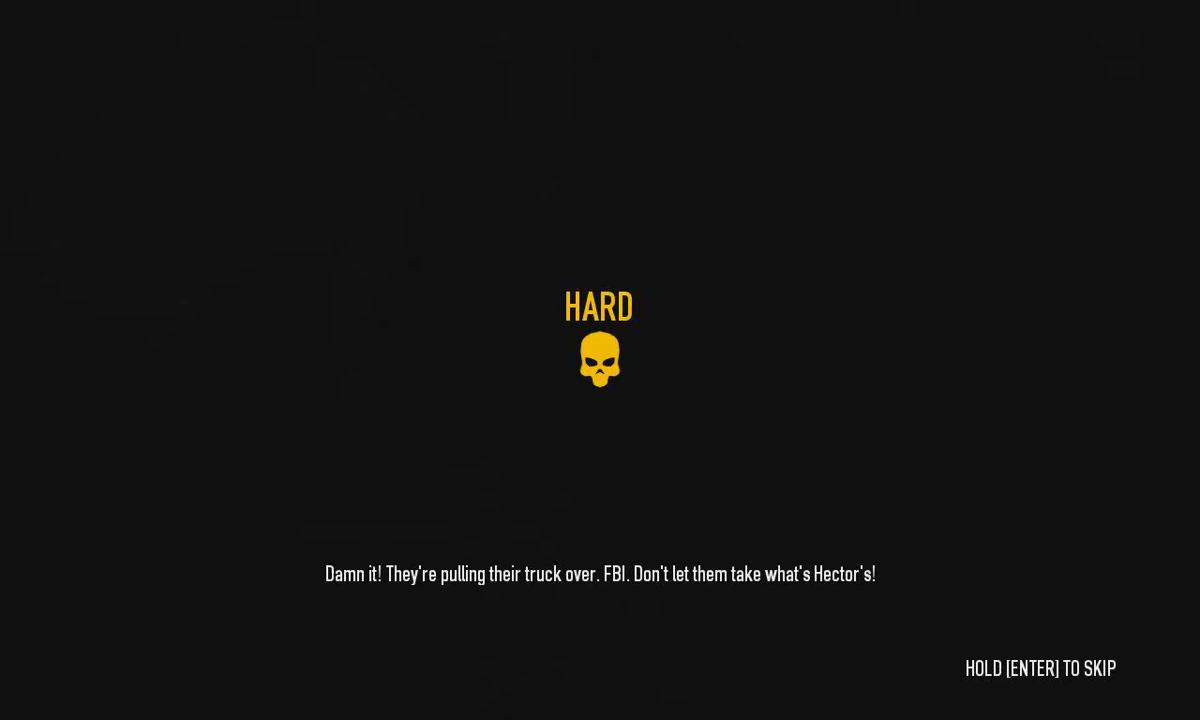 HARD
Damn it! They're pulling their truck over. FBI. Don't let them take what's Hector's!
HOLD [ENTER] TO SKIP